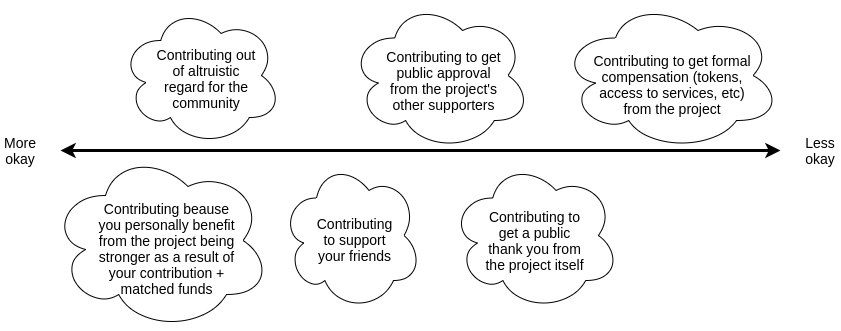 Contributing out
of altruistic
regard for the
community
Contributing to get
public approval
from the project's
other supporters
Contributing to get formal
compensation (tokens,
access to services, etc)
from the project
More
okay
Less
okay
Contributing beause
you personally benefit
from the project being
stronger as a result of
your contribution +
matched funds
Contributing
to support
your friends
Contributing to
get a public
thank you from
the project itself